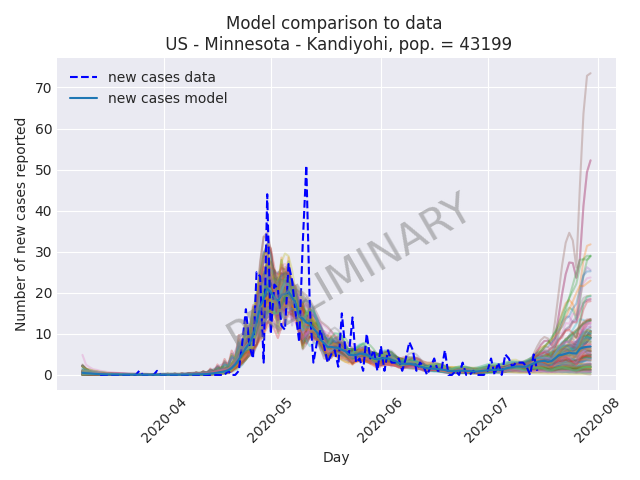 Model comparison to data
US - Minnesota - Kandiyohi, pop. = 43199
new cases data
new cases model
PRELIMINARY
Number of new cases reported
70
60
50
40
30
20
10
0
2020-04
2020-05
2020-06
2020-07
2020-08
Day